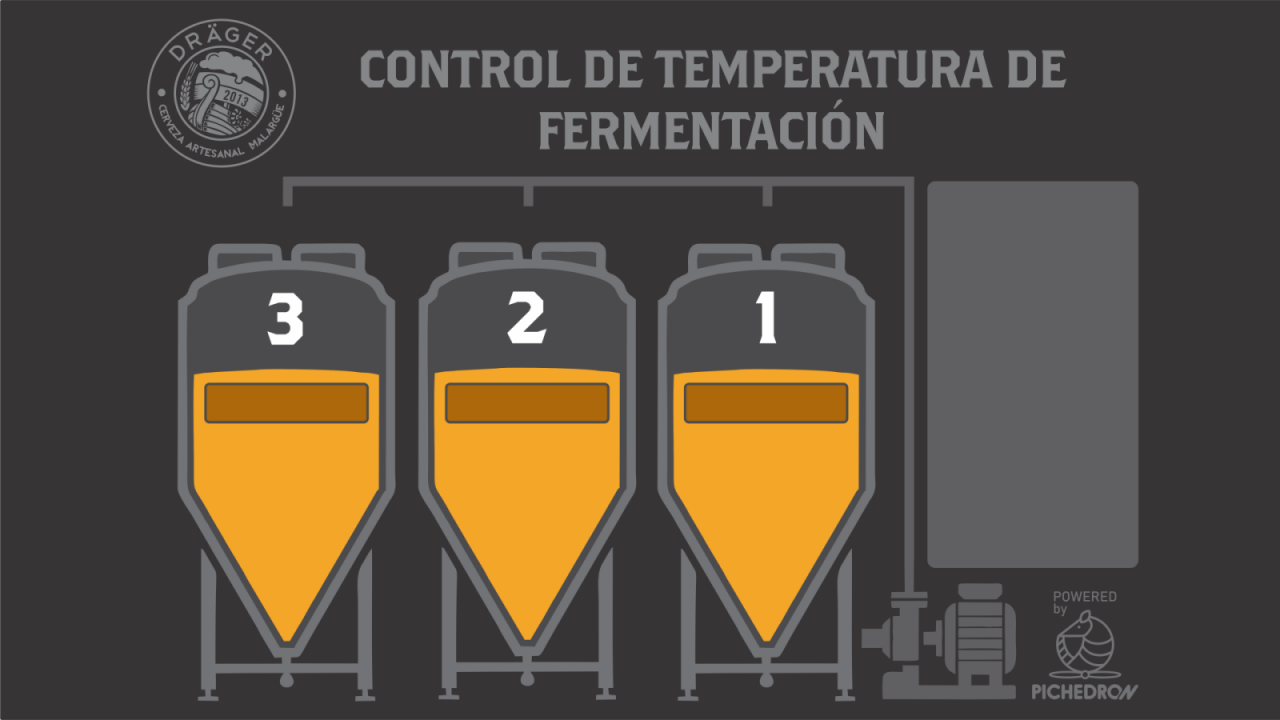 DRÄGER
2013
CERVEZA ARTESANAL MALARGÜE
CONTROL DE TEMPERATURA DE
FERMENTACIÓN
3
2
1
POWERED
by
PICHEDRON